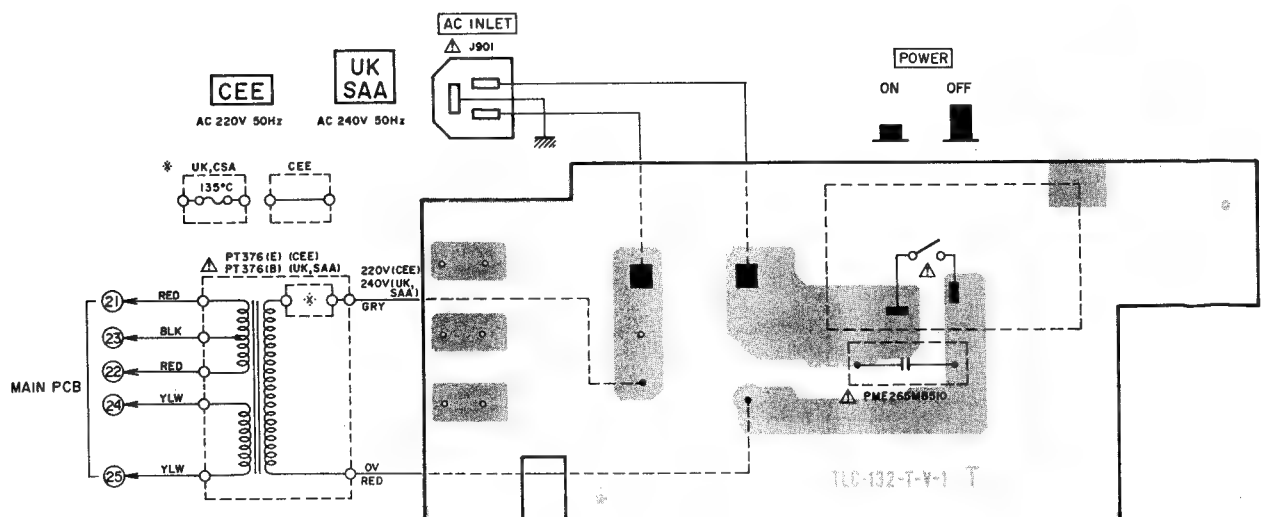 AC INLET
⚠ J901
POWER
ON OFF
CEE
UK
SAA
AC 220V 50Hz
AC 240V 50Hz
※ UK,CSA
135°C
CEE
⚠ PT376(E) (CEE)
PT376(B) (UK,SAA)
220V(CEE)
240V(UK,
SAA)
GRY
※
21 RED
23 BLK
22 RED
MAIN PCB
24 YLW
25 YLW
0V
RED
⚠
⚠ PME265MB510
TLC-132-T-V-1 T